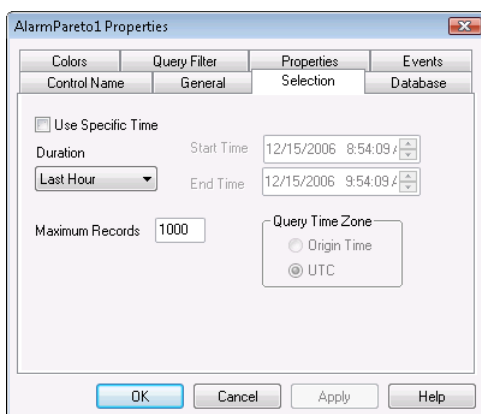 AlarmPareto1 Properties
Colors Query Filter Properties Events
Control Name General Selection Database
Use Specific Time
Duration
Start Time 12/15/2006 8:54:09 A
Last Hour
End Time 12/15/2006 9:54:09 A
Maximum Records 1000
Query Time Zone
Origin Time
UTC
OK Cancel Apply Help